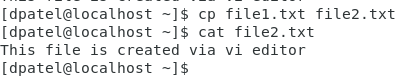 [dpatel@localhost ~]$ cp file1.txt file2.txt
[dpatel@localhost ~]$ cat file2.txt
This file is created via vi editor
[dpatel@localhost ~]$